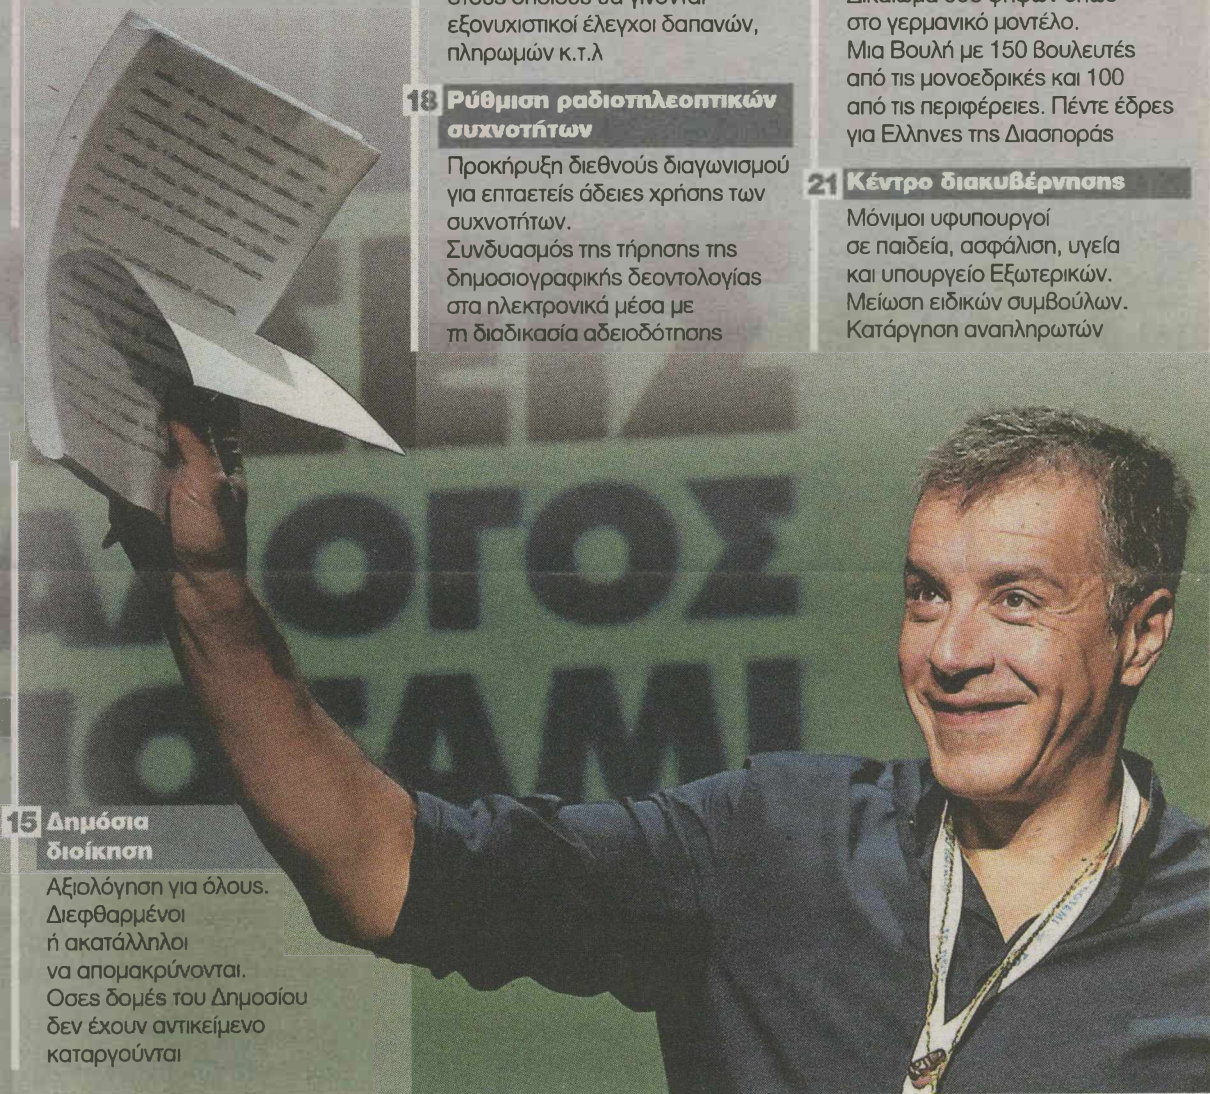 εξονυχιστικοί έλεγχοι δαπανών,
πληρωμών κ.τ.λ
18 Ρύθμιση ραδιοτηλεοπτικών
συχνοτήτων
Προκήρυξη διεθνούς διαγωνισμού
για επταετείς άδειες χρήσης των
συχνοτήτων.
Συνδυασμός της τήρησης της
δημοσιογραφικής δεοντολογίας
στα ηλεκτρονικά μέσα με
τη διαδικασία αδειοδότησης
στο γερμανικό μοντέλο.
Μια Βουλή με 150 βουλευτές
από τις μονοεδρικές και 100
από τις περιφέρειες. Πέντε έδρες
για Ελληνες της Διασποράς
21 Κέντρο διακυβέρνησης
Μόνιμοι υφυπουργοί
σε παιδεία, ασφάλιση, υγεία
και υπουργείο Εξωτερικών.
Μείωση ειδικών συμβούλων.
Κατάργηση αναπληρωτών
ΛΟΓΟΣ
ΠΟΤΑΜΙ
15 Δημόσια
διοίκηση
Αξιολόγηση για όλους.
Διεφθαρμένοι
ή ακατάλληλοι
να απομακρύνονται.
Οσες δομές του Δημοσίου
δεν έχουν αντικείμενο
καταργούνται